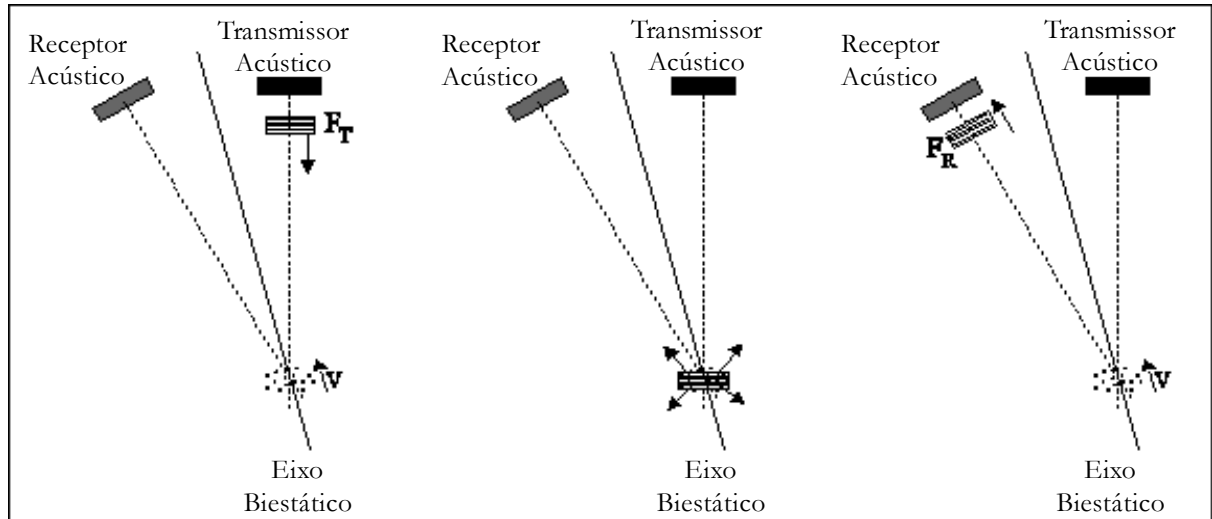 Receptor
Acústico
Transmissor
Acústico
F_T
V
Eixo
Biestático
Receptor
Acústico
Transmissor
Acústico
Eixo
Biestático
Receptor
Acústico
Transmissor
Acústico
F_R
V
Eixo
Biestático